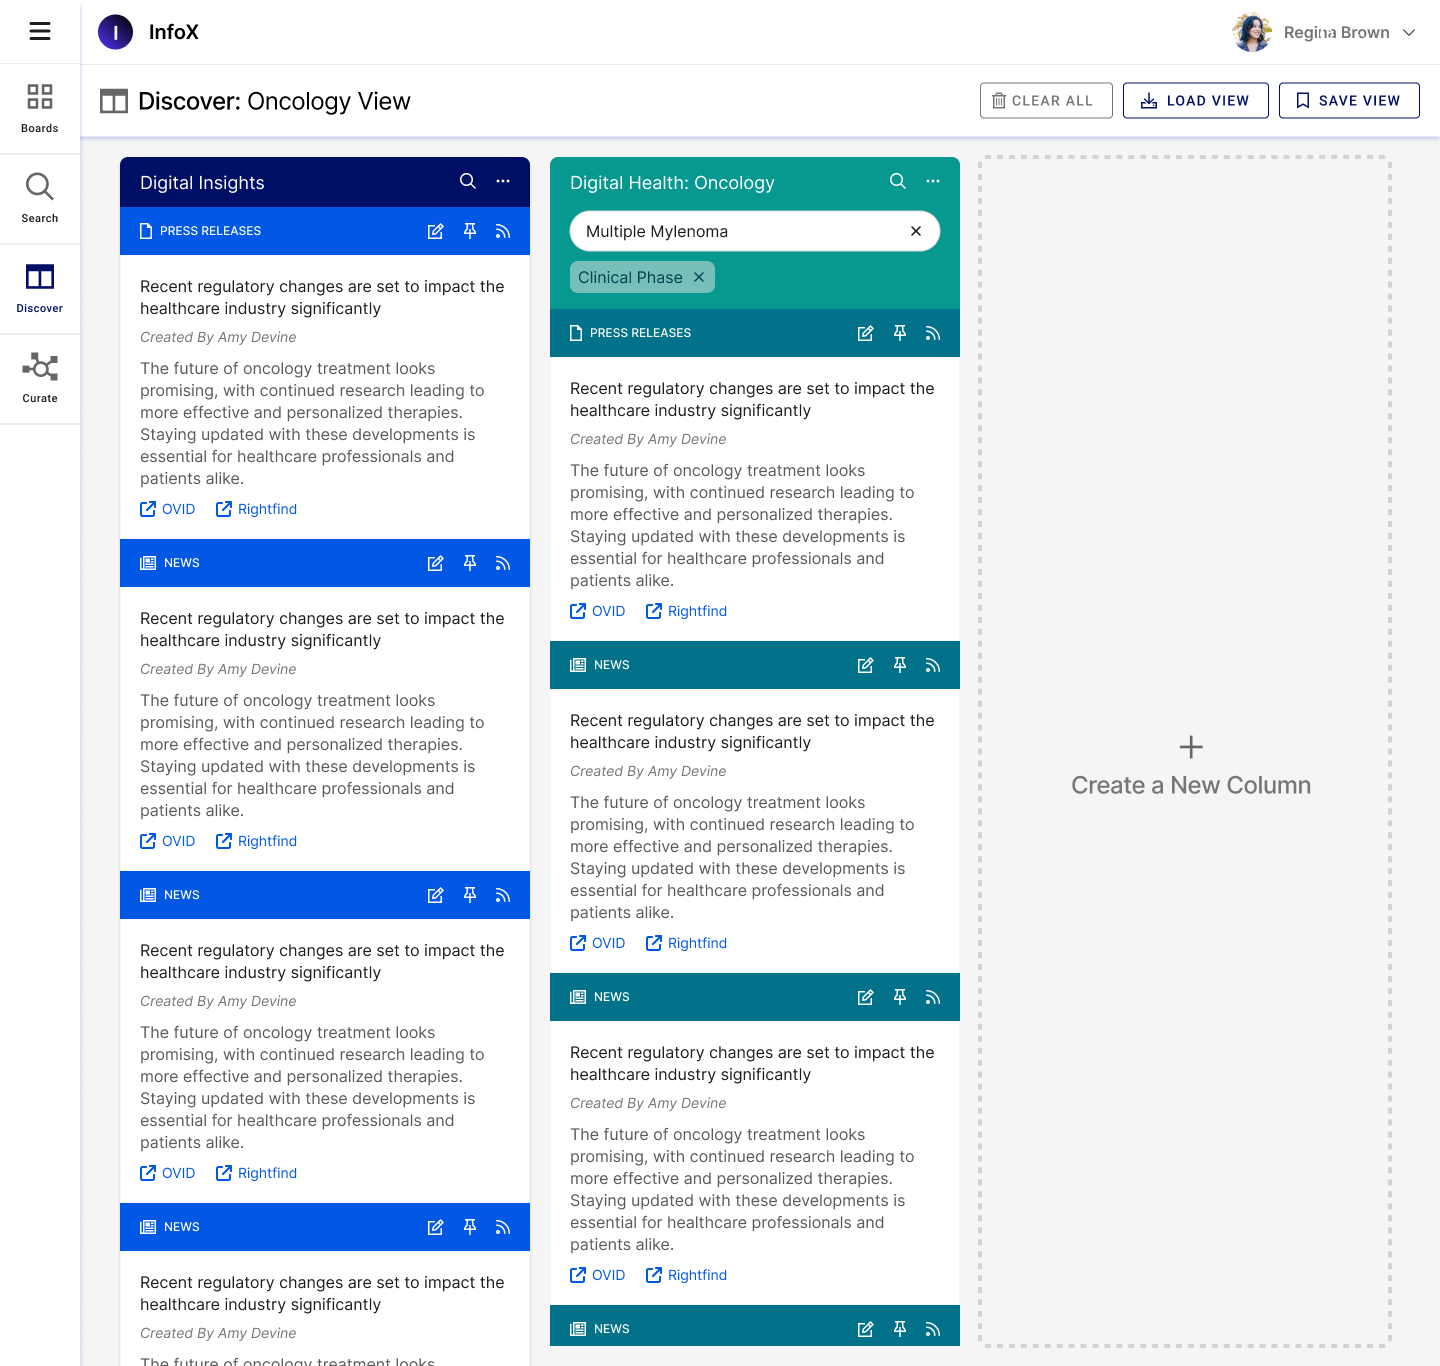 I InfoX
Regina Brown
Discover: Oncology View
CLEAR ALL
LOAD VIEW
SAVE VIEW
Boards
Search
Discover
Curate
Digital Insights
PRESS RELEASES
Recent regulatory changes are set to impact the
healthcare industry significantly
Created By Amy Devine
The future of oncology treatment looks
promising, with continued research leading to
more effective and personalized therapies.
Staying updated with these developments is
essential for healthcare professionals and
patients alike.
OVID Rightfind
NEWS
Recent regulatory changes are set to impact the
healthcare industry significantly
Created By Amy Devine
The future of oncology treatment looks
promising, with continued research leading to
more effective and personalized therapies.
Staying updated with these developments is
essential for healthcare professionals and
patients alike.
OVID Rightfind
NEWS
Recent regulatory changes are set to impact the
healthcare industry significantly
Created By Amy Devine
The future of oncology treatment looks
promising, with continued research leading to
more effective and personalized therapies.
Staying updated with these developments is
essential for healthcare professionals and
patients alike.
OVID Rightfind
NEWS
Recent regulatory changes are set to impact the
healthcare industry significantly
Created By Amy Devine
The future of oncology treatment looks
Digital Health: Oncology
Multiple Mylenoma
Clinical Phase
PRESS RELEASES
Recent regulatory changes are set to impact the
healthcare industry significantly
Created By Amy Devine
The future of oncology treatment looks
promising, with continued research leading to
more effective and personalized therapies.
Staying updated with these developments is
essential for healthcare professionals and
patients alike.
OVID Rightfind
NEWS
Recent regulatory changes are set to impact the
healthcare industry significantly
Created By Amy Devine
The future of oncology treatment looks
promising, with continued research leading to
more effective and personalized therapies.
Staying updated with these developments is
essential for healthcare professionals and
patients alike.
OVID Rightfind
NEWS
Recent regulatory changes are set to impact the
healthcare industry significantly
Created By Amy Devine
The future of oncology treatment looks
promising, with continued research leading to
more effective and personalized therapies.
Staying updated with these developments is
essential for healthcare professionals and
patients alike.
OVID Rightfind
NEWS
Create a New Column